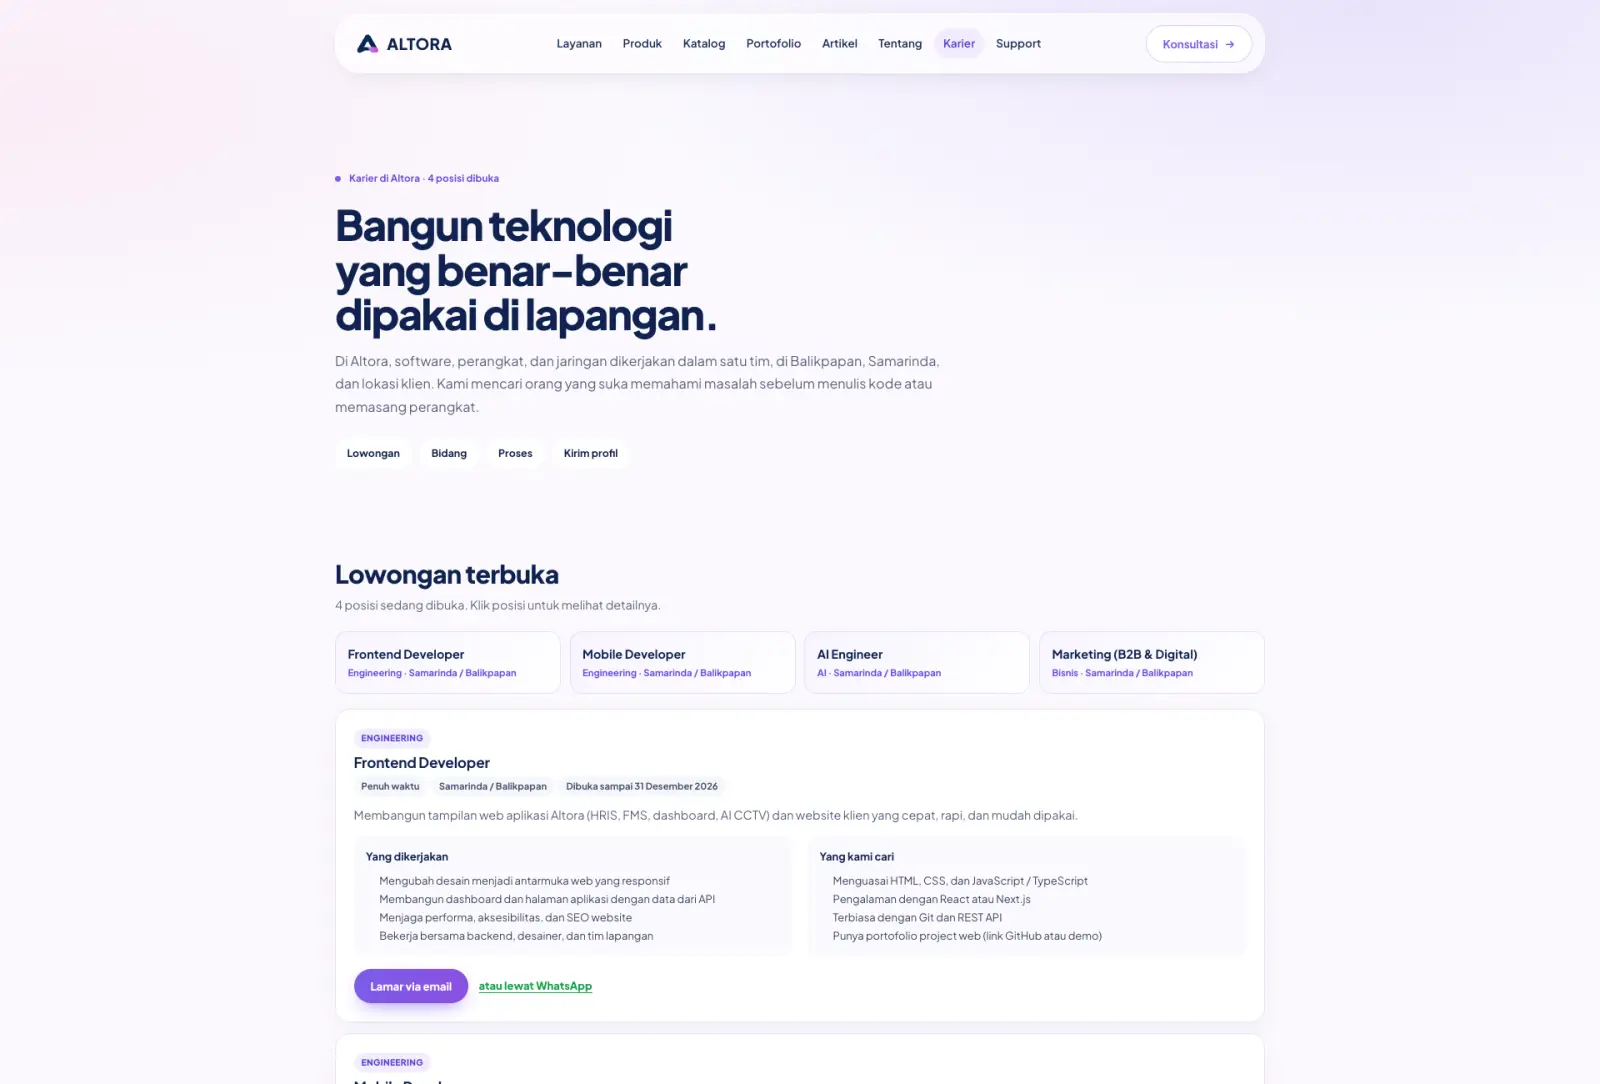 ALTORA
Layanan
Produk
Katalog
Portofolio
Artikel
Tentang
Karier
Support
Konsultasi →
Karier di Altora · 4 posisi dibuka
Bangun teknologi
yang benar-benar
dipakai di lapangan.
Di Altora, software, perangkat, dan jaringan dikerjakan dalam satu tim, di Balikpapan, Samarinda,
dan lokasi klien. Kami mencari orang yang suka memahami masalah sebelum menulis kode atau
memasang perangkat.
Lowongan
Bidang
Proses
Kirim profil
Lowongan terbuka
4 posisi sedang dibuka. Klik posisi untuk melihat detailnya.
Frontend Developer
Engineering · Samarinda / Balikpapan
Mobile Developer
Engineering · Samarinda / Balikpapan
AI Engineer
AI · Samarinda / Balikpapan
Marketing (B2B & Digital)
Bisnis · Samarinda / Balikpapan
ENGINEERING
Frontend Developer
Penuh waktu
Samarinda / Balikpapan
Dibuka sampai 31 Desember 2026
Membangun tampilan web aplikasi Altora (HRIS, FMS, dashboard, AI CCTV) dan website klien yang cepat, rapi, dan mudah dipakai.
Yang dikerjakan
Mengubah desain menjadi antarmuka web yang responsif
Membangun dashboard dan halaman aplikasi dengan data dari API
Menjaga performa, aksesibilitas, dan SEO website
Bekerja bersama backend, desainer, dan tim lapangan
Yang kami cari
Menguasai HTML, CSS, dan JavaScript / TypeScript
Pengalaman dengan React atau Next.js
Terbiasa dengan Git dan REST API
Punya portofolio project web (link GitHub atau demo)
Lamar via email
atau lewat WhatsApp
ENGINEERING